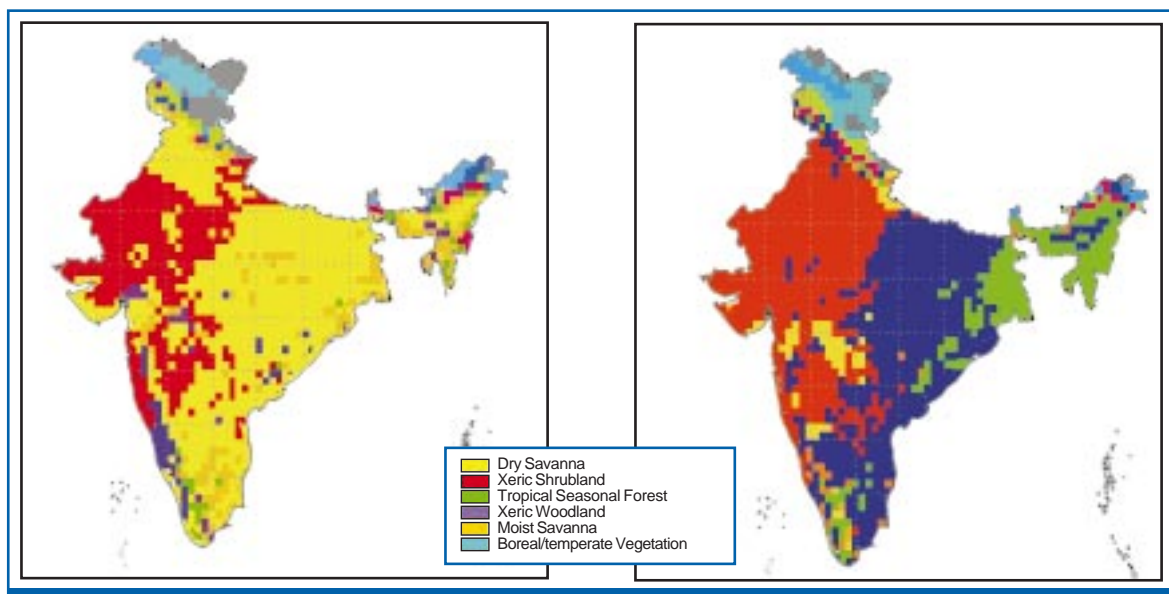 Dry Savanna
Xeric Shrubland
Tropical Seasonal Forest
Xeric Woodland
Moist Savanna
Boreal/temperate Vegetation